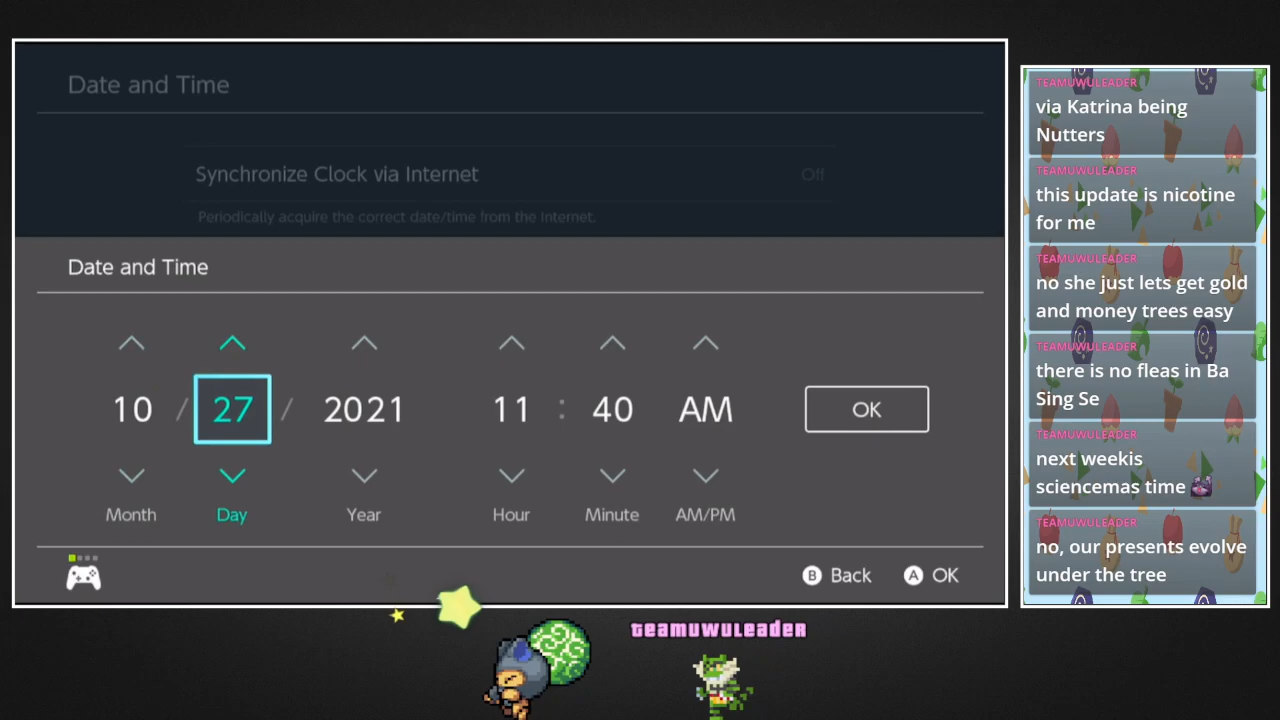 Date and Time
Synchronize Clock via Internet Off
Periodically acquire the correct date/time from the Internet.
Date and Time
10 / 27 / 2021 11 : 40 AM OK
Month Day Year Hour Minute AM/PM
B Back A OK
TEAMUWULEADER
via Katrina being
Nutters
TEAMUWULEADER
this update is nicotine
for me
TEAMUWULEADER
no she just lets get gold
and money trees easy
TEAMUWULEADER
there is no fleas in Ba
Sing Se
TEAMUWULEADER
next weekis
sciencemas time
TEAMUWULEADER
no, our presents evolve
under the tree
teamuwuleader